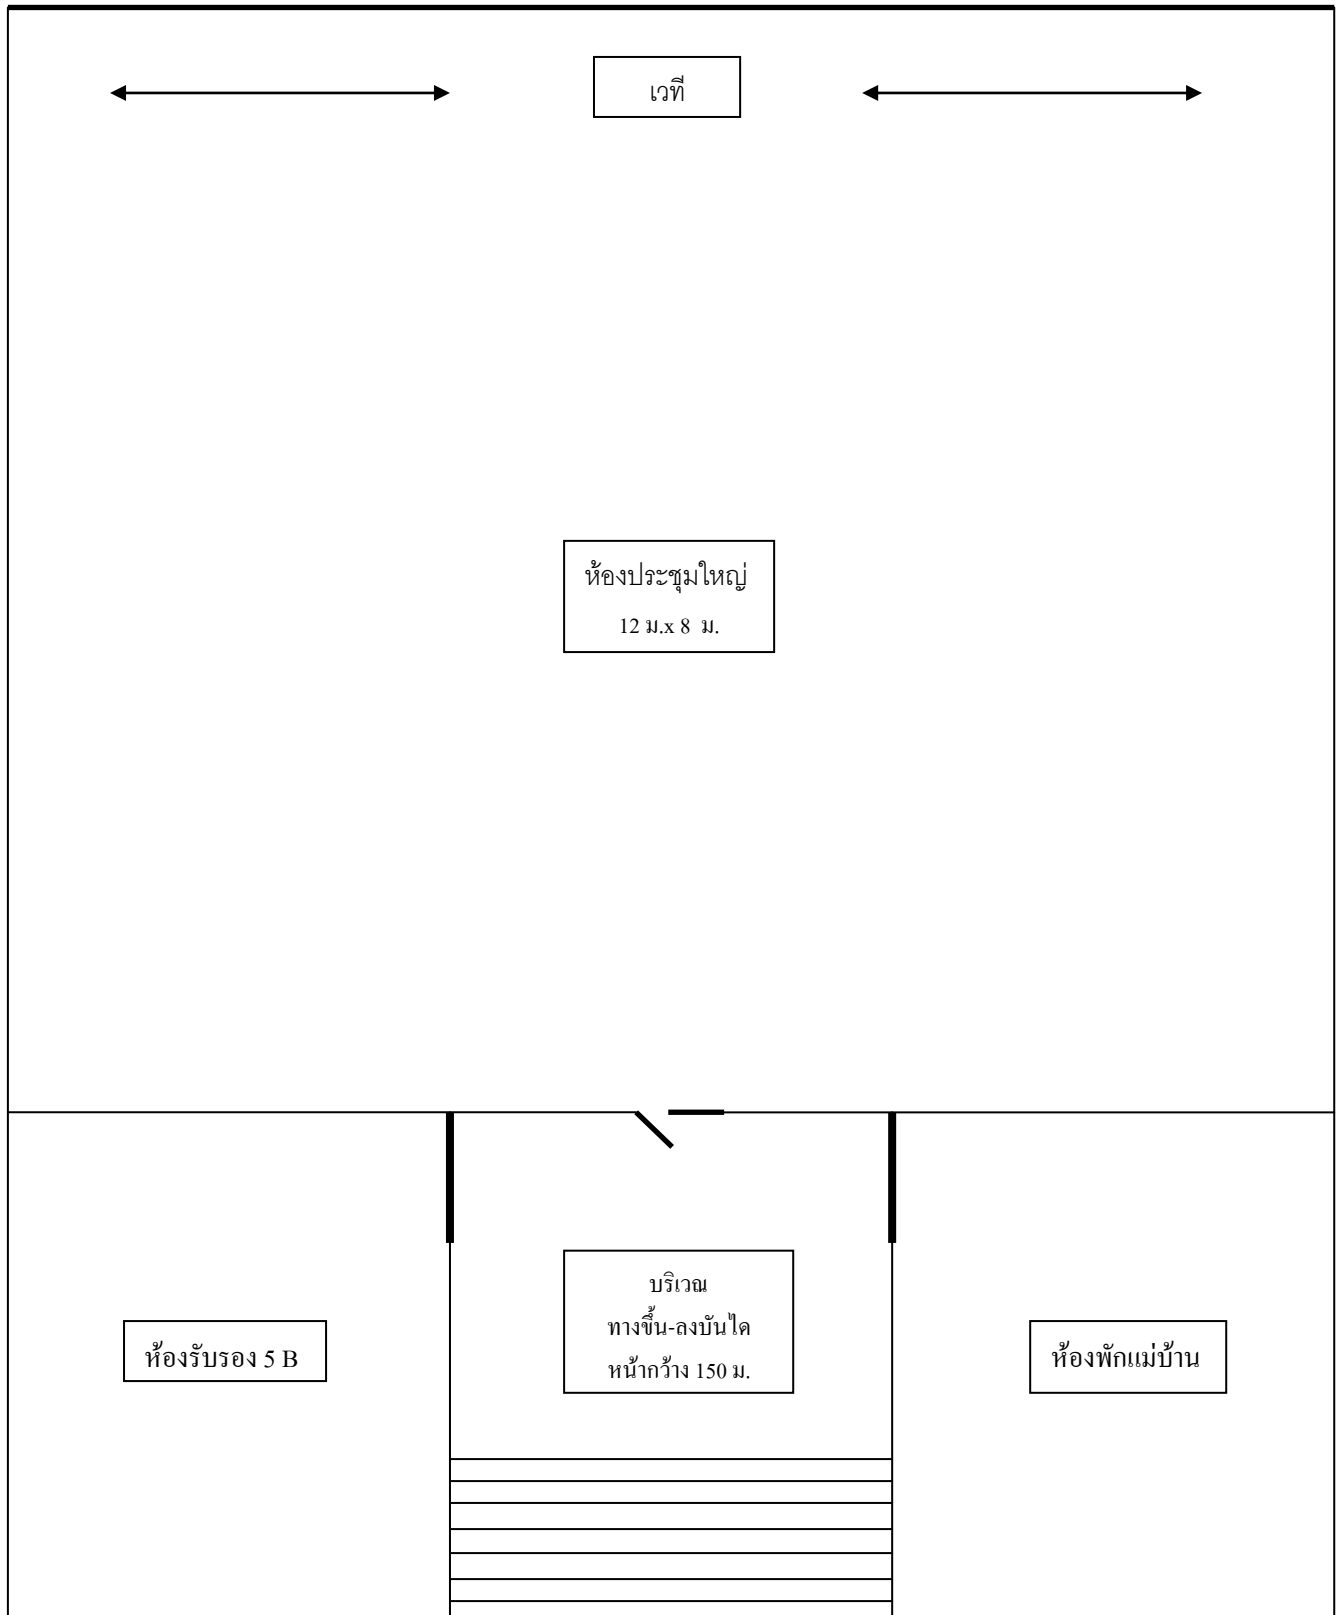 เวที
ห้องประชุมใหญ่
12 ม.x 8 ม.
บริเวณ
ทางขึ้น-ลงบันได
หน้ากว้าง 150 ม.
ห้องรับรอง 5 B
ห้องพักแม่บ้าน